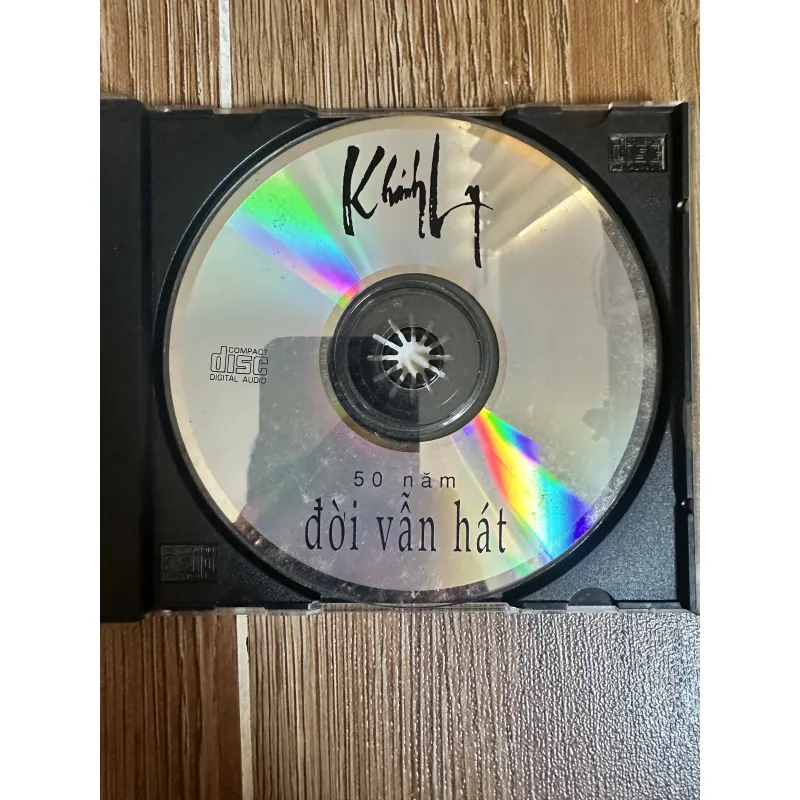 Khánh Ly
COMPACT
disc
DIGITAL AUDIO
50 năm
đời vẫn hát